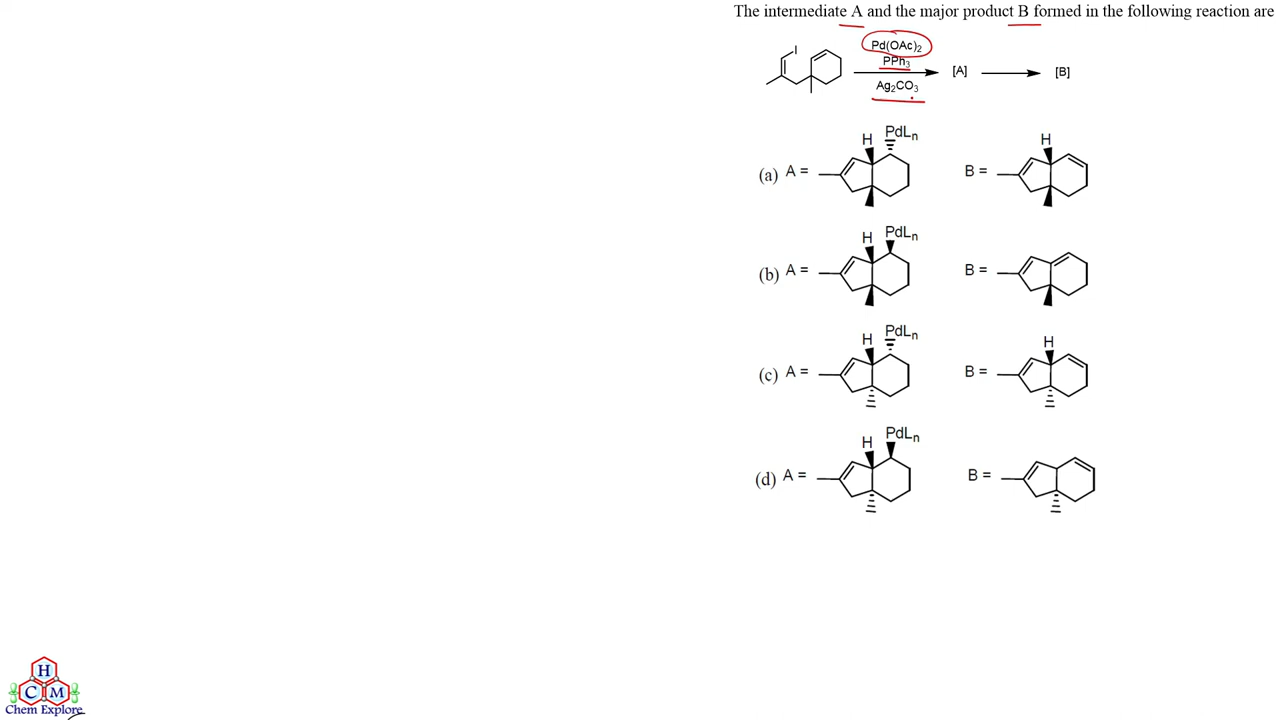 The intermediate A and the major product B formed in the following reaction are
I
Pd(OAc)2
PPh3
Ag2CO3
[A]
[B]
H
PdLn
H
(a) A =
B =
H
PdLn
(b) A =
B =
H
PdLn
H
(c) A =
B =
H
PdLn
(d) A =
B =
H
C M
Chem Explore